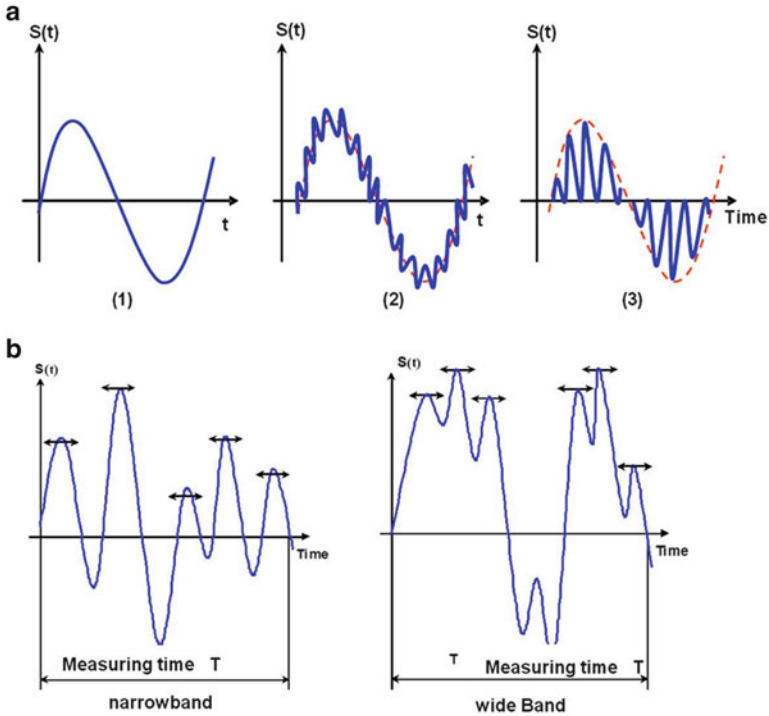 a
S(t)
t
(1)
S(t)
t
(2)
S(t)
Time
(3)
b
S(t)
Time
Measuring time T
narrowband
S(t)
Time
T
Measuring time T
wide Band